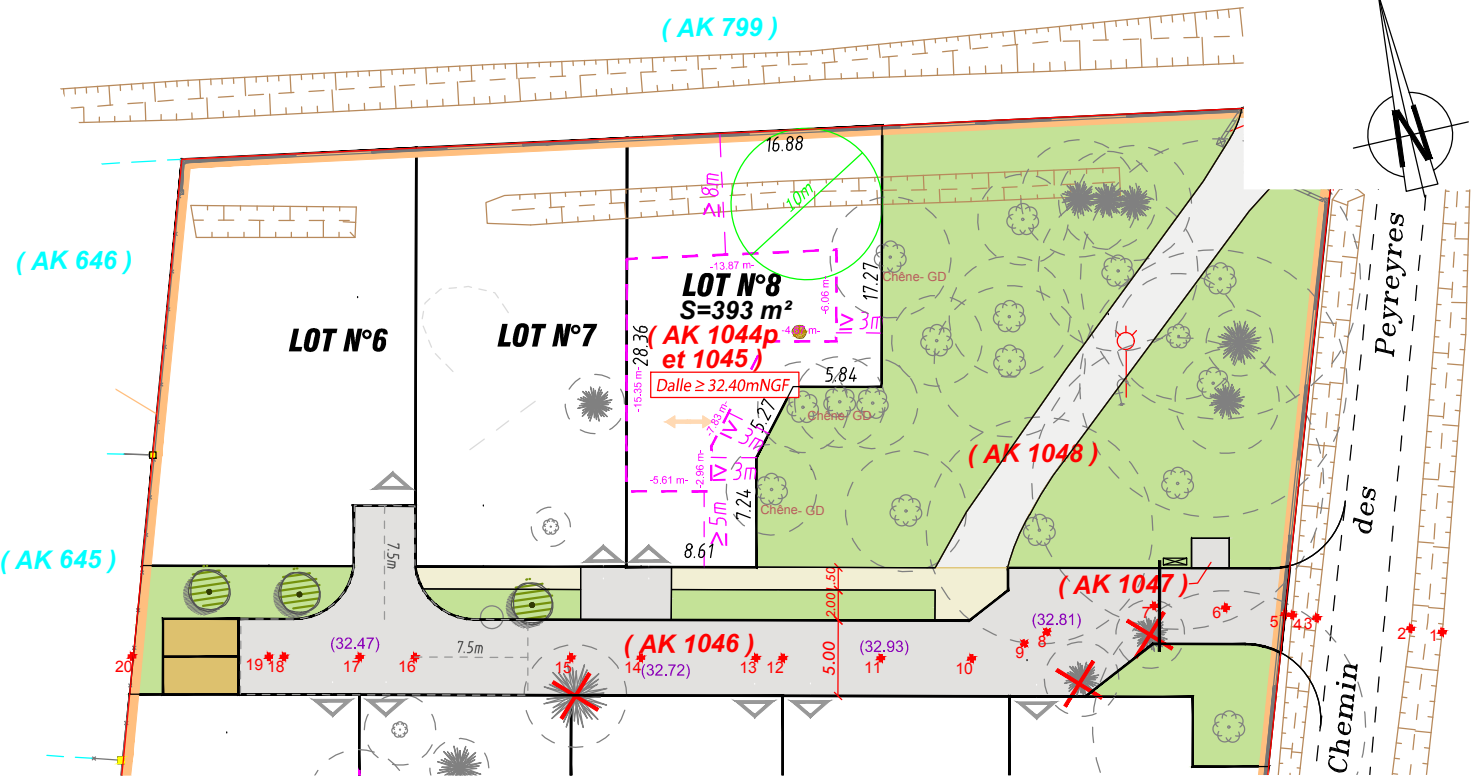 ( AK 799 )
N
16.88
≥ 8m
10m
( AK 646 )
-13.87 m-
Chêne- GD
17.27
-6.06 m-
LOT N°8
S=393 m²
( AK 1044p
et 1045 )
≥ 3m
LOT N°6
LOT N°7
28.36
Dalle ≥ 32.40mNGF
5.84
-15.35 m-
5.27
Chêne- GD
-7.83 m-
≥ 3m
≥ 3m
-5.61 m-
-2.96 m-
7.24
Chêne- GD
≥ 5m
8.61
( AK 1048 )
Peyreyres
des
Chemin
( AK 645 )
7.5m
1.50
2.00
( AK 1047 )
(32.47)
( AK 1046 )
(32.72)
(32.93)
(32.81)
7.5m
5.00
20
19
18
17
16
15
14
13
12
11
10
9
8
7
6
5
4
3
2
1